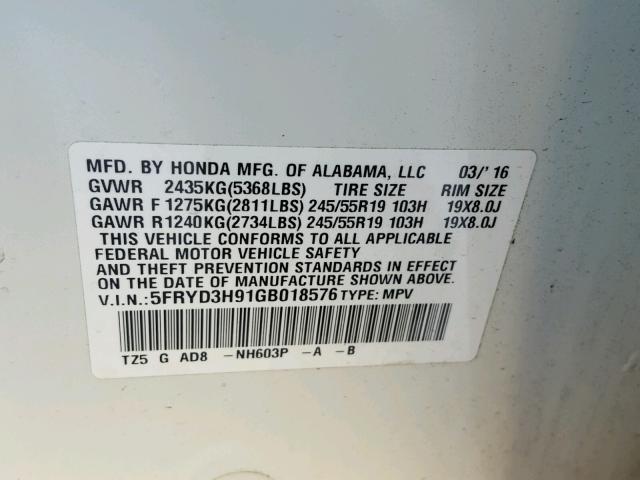 MFD. BY HONDA MFG. OF ALABAMA, LLC 03/'16
GVWR 2435KG(5368LBS) TIRE SIZE RIM SIZE
GAWR F 1275KG(2811LBS) 245/55R19 103H 19X8.0J
GAWR R1240KG(2734LBS) 245/55R19 103H 19X8.0J
THIS VEHICLE CONFORMS TO ALL APPLICABLE
FEDERAL MOTOR VEHICLE SAFETY
AND THEFT PREVENTION STANDARDS IN EFFECT
ON THE DATE OF MANUFACTURE SHOWN ABOVE.
V.I.N.:5FRYD3H91GB018576 TYPE: MPV
TZ5 G AD8 -NH603P -A -B